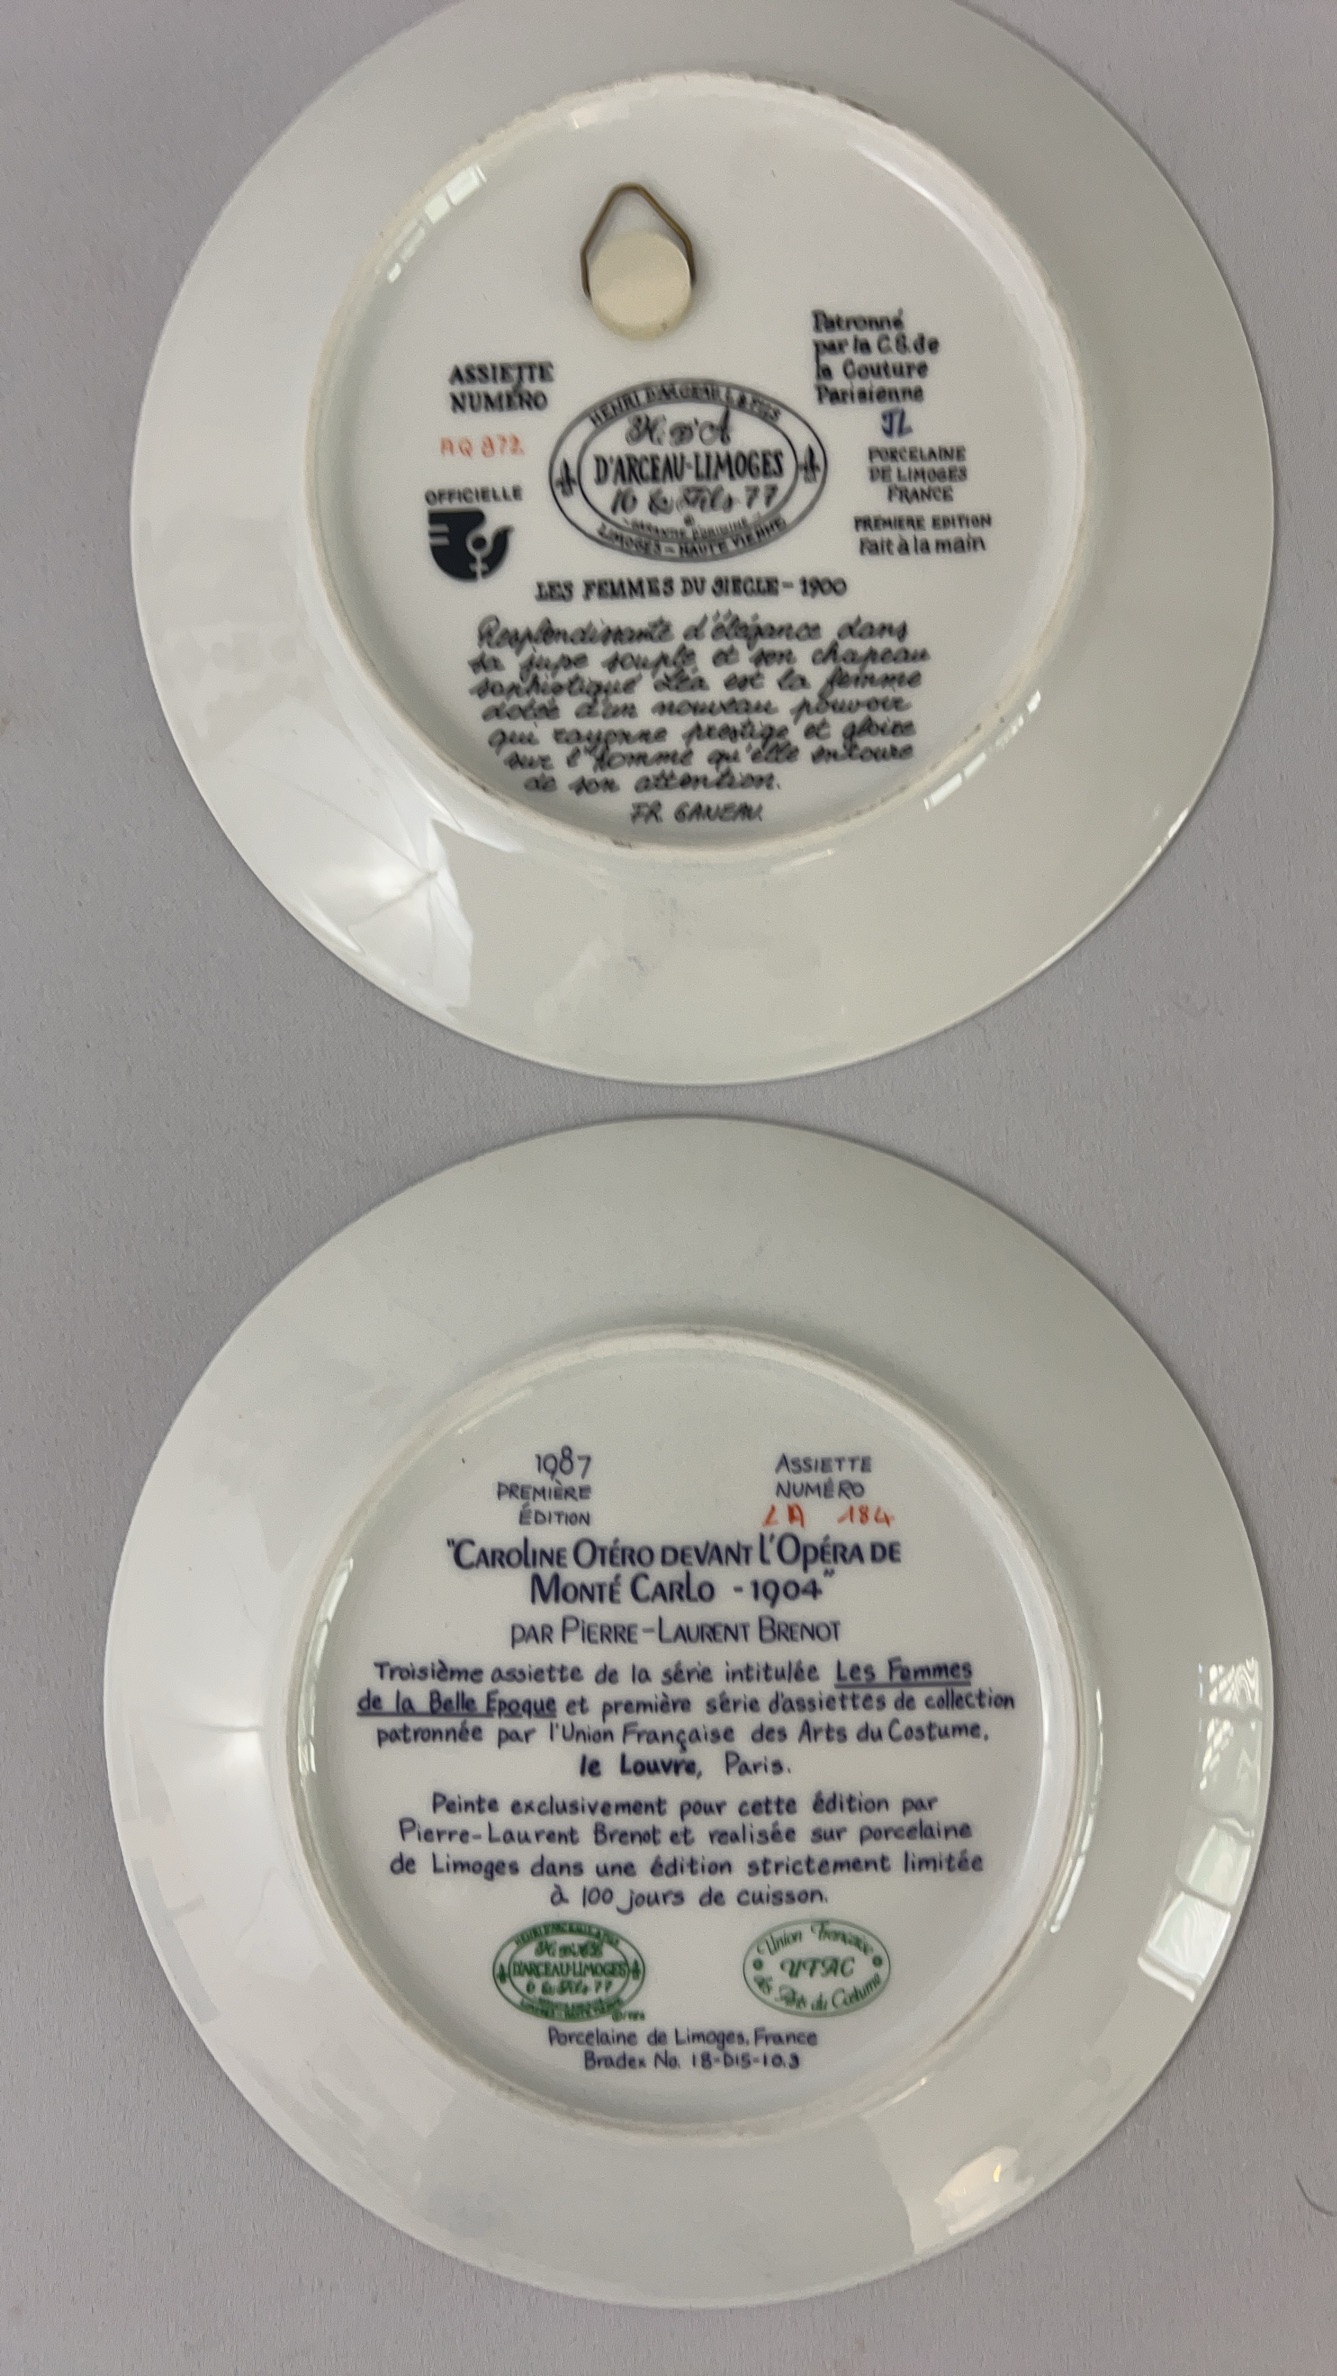 Patronné
par la C.S. de
la Couture
Parisienne
ASSIETTE
NUMÉRO
HENRI D'ARCEAU L & FILS
H. D'A
D'ARCEAU-LIMOGES
16 & Fils 77
GARANTIE D'ORIGINE
LIMOGES - HAUTE VIENNE
JL
PORCELAINE
DE LIMOGES
FRANCE
OFFICIELLE
PREMIERE EDITION
Fait à la main
LES FEMMES DU SIECLE - 1900
Resplendissante d'élégance dans
sa jupe souple et son chapeau
sophistiqué Léa est la femme
dotée d'un nouveau pouvoir
qui rayonne prestige et gloire
sur l'homme qu'elle entoure
de son attention.
FR. GANEAU.
1987
PREMIÈRE
ÉDITION
ASSIETTE
NUMÉRO
LA 184
"CAROLINE OTÉRO DEVANT L'OPÉRA DE
MONTÉ CARLO - 1904"
PAR PIERRE-LAURENT BRENOT
Troisième assiette de la série intitulée Les Femmes
de la Belle Epoque et première série d'assiettes de collection
patronnée par l'Union Française des Arts du Costume,
le Louvre, Paris.
Peinte exclusivement pour cette édition par
Pierre-Laurent Brenot et realisée sur porcelaine
de Limoges dans une édition strictement limitée
à 100 jours de cuisson.
D'ARCEAU-LIMOGES
Union Française
UFAC
des Arts du Costume
Porcelaine de Limoges, France
Bradex No. 18-D15-10.3